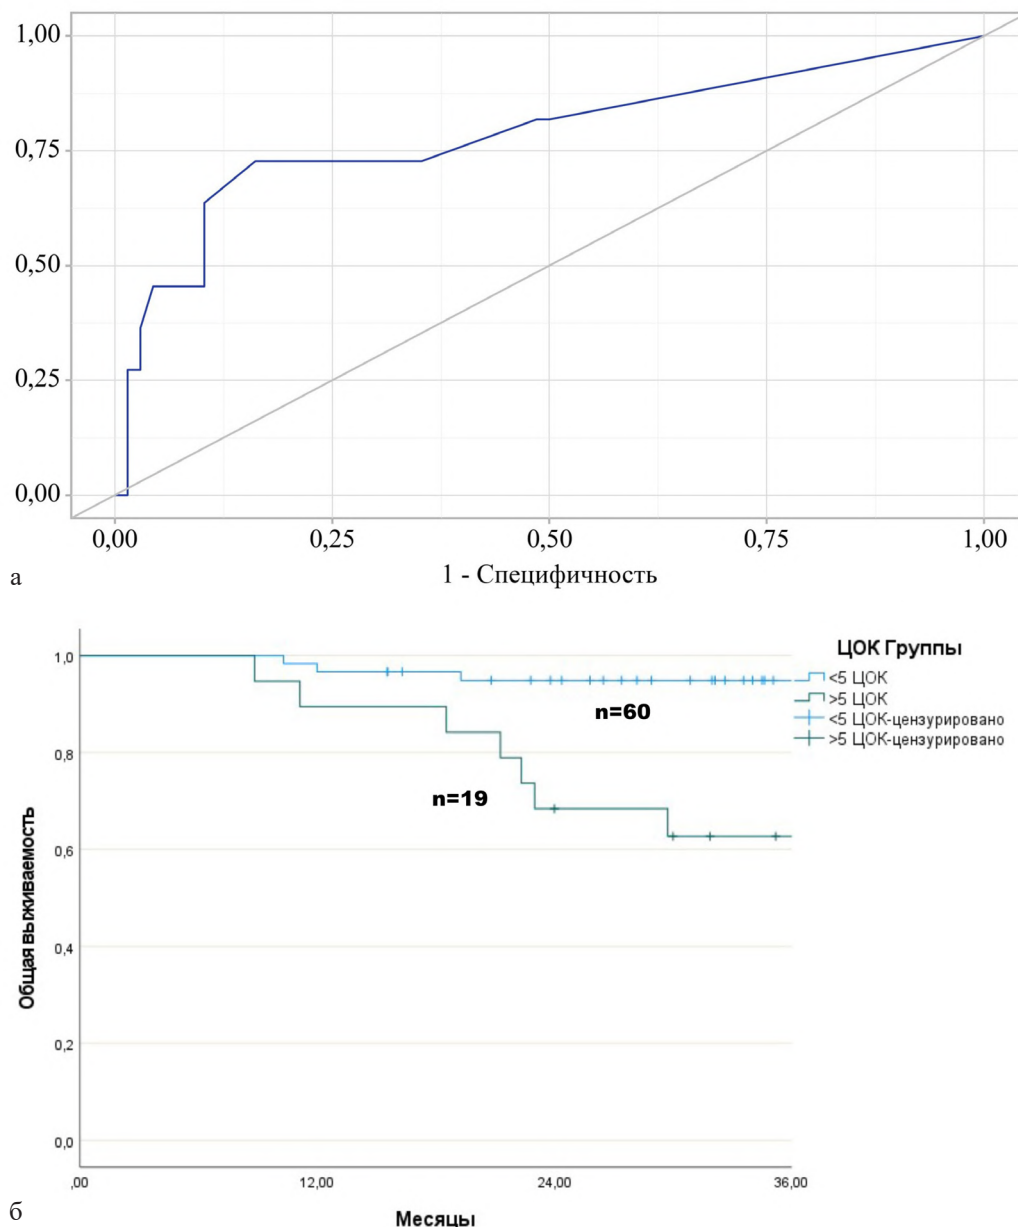 1,00
0,75
0,50
0,25
0,00
0,00 0,25 0,50 0,75 1,00
1 - Специфичность
а
ЦОК Группы
<5 ЦОК
>5 ЦОК
<5 ЦОК-цензурировано
>5 ЦОК-цензурировано
1,0
0,8
0,6
0,4
0,2
0,0
n=60
n=19
Общая выживаемость
,00 12,00 24,00 36,00
Месяцы
б